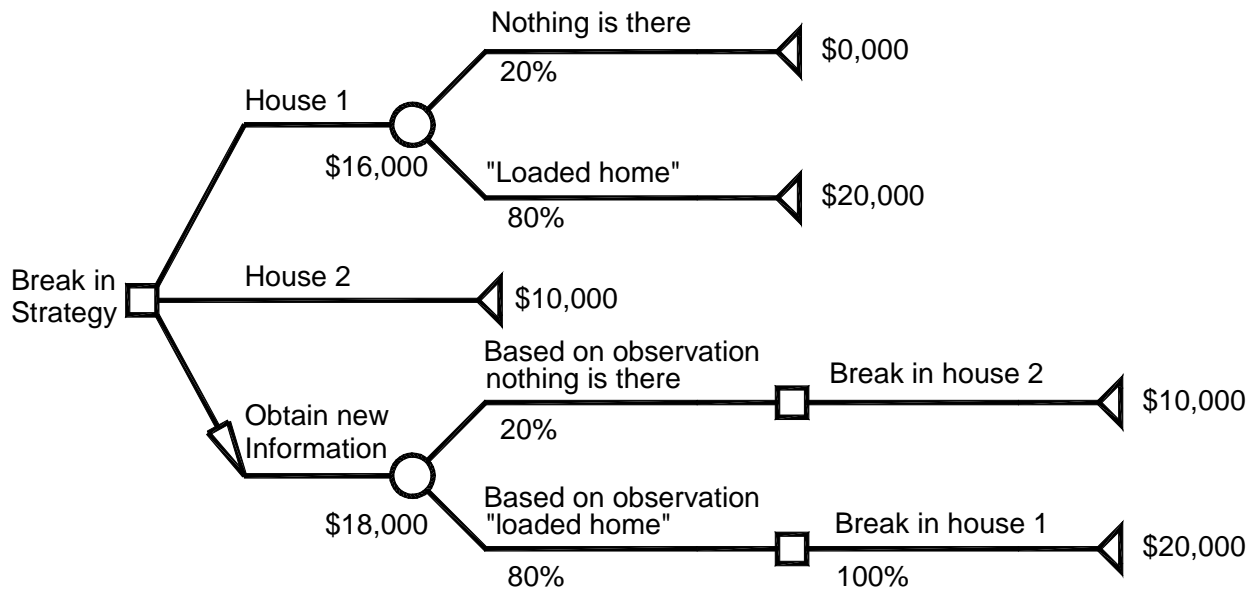 Nothing is there
$0,000
20%
House 1
$16,000
"Loaded home"
$20,000
80%
Break in
Strategy
House 2
$10,000
Based on observation
nothing is there
Break in house 2
$10,000
20%
Obtain new
Information
$18,000
Based on observation
"loaded home"
Break in house 1
$20,000
80%
100%